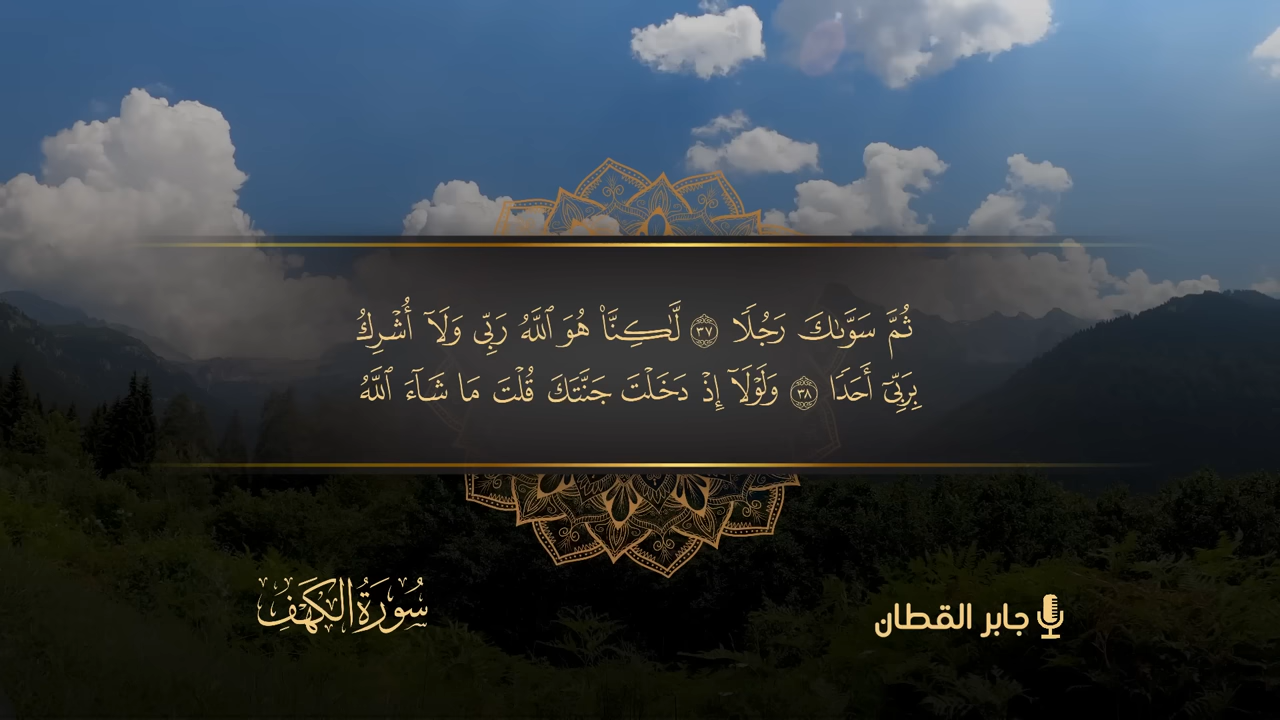 ثُمَّ سَوَّىٰكَ رَجُلًا ٣٧ لَّٰكِنَّا۠ هُوَ ٱللَّهُ رَبِّى وَلَآ أُشْرِكُ
بِرَبِّىٓ أَحَدًا ٣٨ وَلَوْلَآ إِذْ دَخَلْتَ جَنَّتَكَ قُلْتَ مَا شَآءَ ٱللَّهُ
سُورَةُ الكَهَفِ
جابر القطان